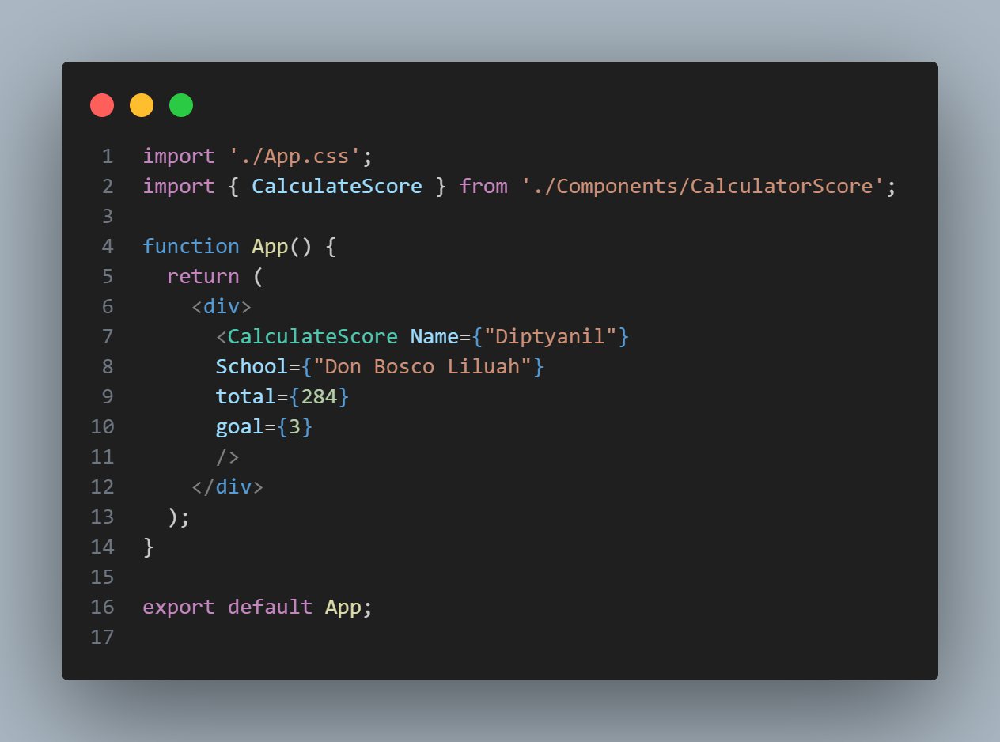 1 import './App.css';
2 import { CalculateScore } from './Components/CalculatorScore';
3
4 function App() {
5   return (
6     <div>
7       <CalculateScore Name={"Diptyanil"}
8       School={"Don Bosco Liluah"}
9       total={284}
10       goal={3}
11       />
12     </div>
13   );
14 }
15
16 export default App;
17